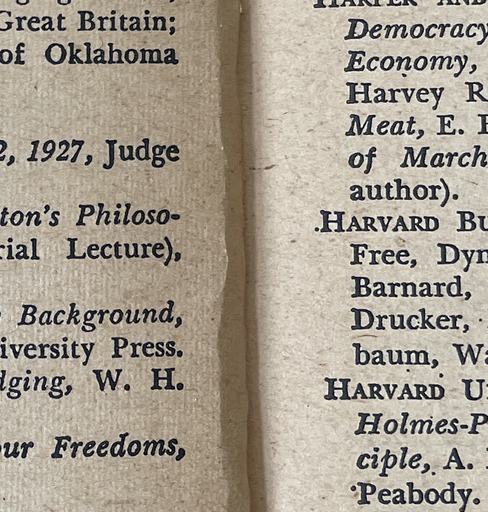 Great Britain;
of Oklahoma
2, 1927, Judge
ton's Philoso-
rial Lecture),
Background,
iversity Press.
dging, W. H.
our Freedoms,
HARPER AND
Democracy
Economy,
Harvey R
Meat, E. 
of March
author).
HARVARD BU
Free, Dyn
Barnard,
Drucker,
baum, Wa
HARVARD U
Holmes-P
ciple, A.
Peabody.